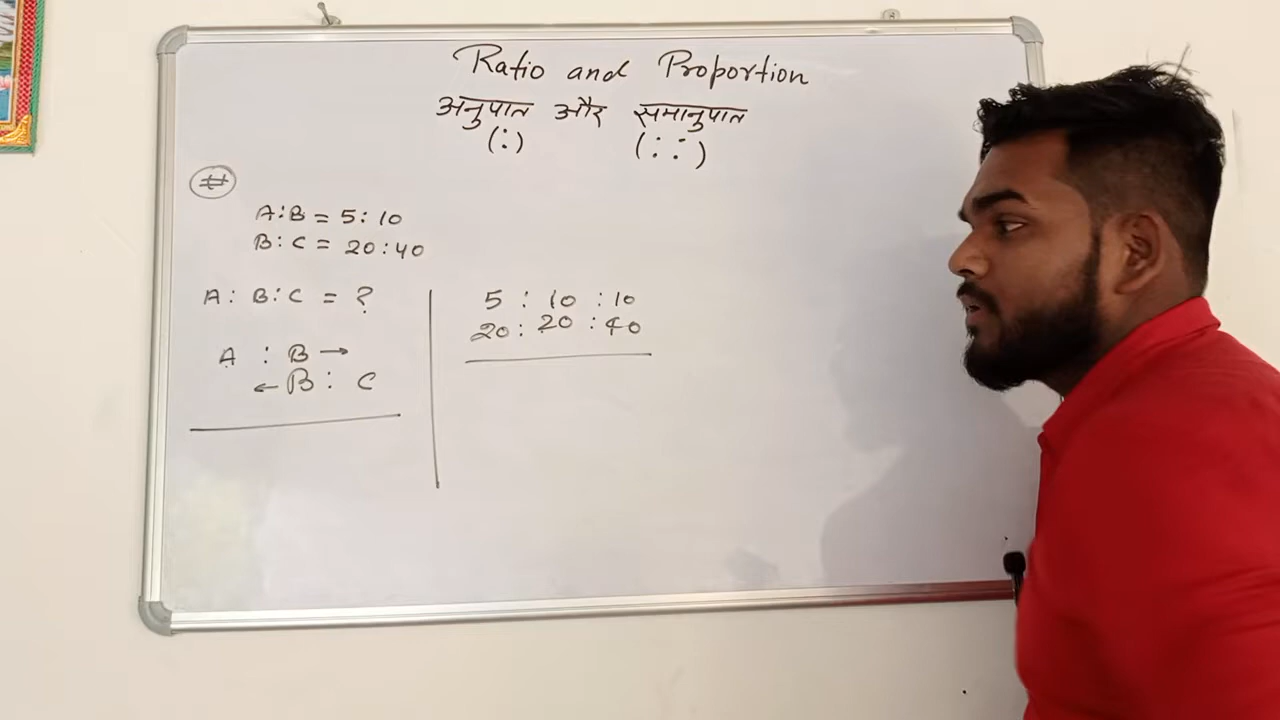 Ratio and Proportion
अनुपात और समानुपात
(:) (::)
#
A:B = 5:10
B:C = 20:40
A:B:C = ?
A : B →
← B : C
5 : 10 : 10
20 : 20 : 40